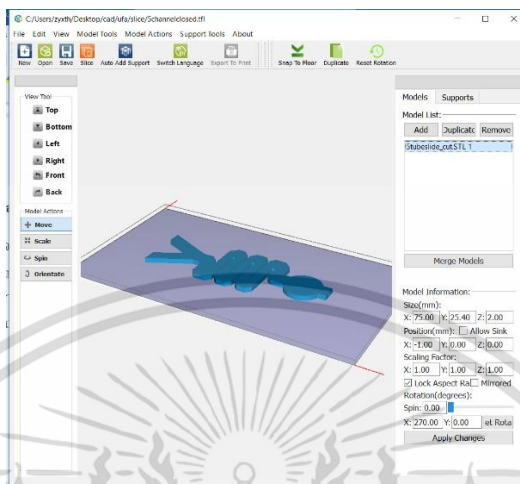 C:/Users/zyxth/Desktop/cad/ufa/slice/5channelclosed.tfl
File Edit View Model Tools Model Actions Support Tools About
New Open Save Slice Auto Add Support Switch Language Export To Print Snap To Floor Duplicate Reset Rotation
View Tool
Top
Bottom
Left
Right
Front
Back
Model Actions
Move
Scale
Spin
Orientate
Models Supports
Model List:
Add Duplicate Remove
5tubeslide_cut.STL 1
Merge Models
Model Information:
Size(mm):
X: 75.00 Y: 25.40 Z: 2.00
Position(mm): Allow Sink
X: -1.00 Y: 0.00 Z: 0.00
Scaling Factor:
X: 1.00 Y: 1.00 Z: 1.00
Lock Aspect Ra Mirrored
Rotation(degrees):
Spin: 0.00
X: 270.00 Y: 0.00 et Rota
Apply Changes